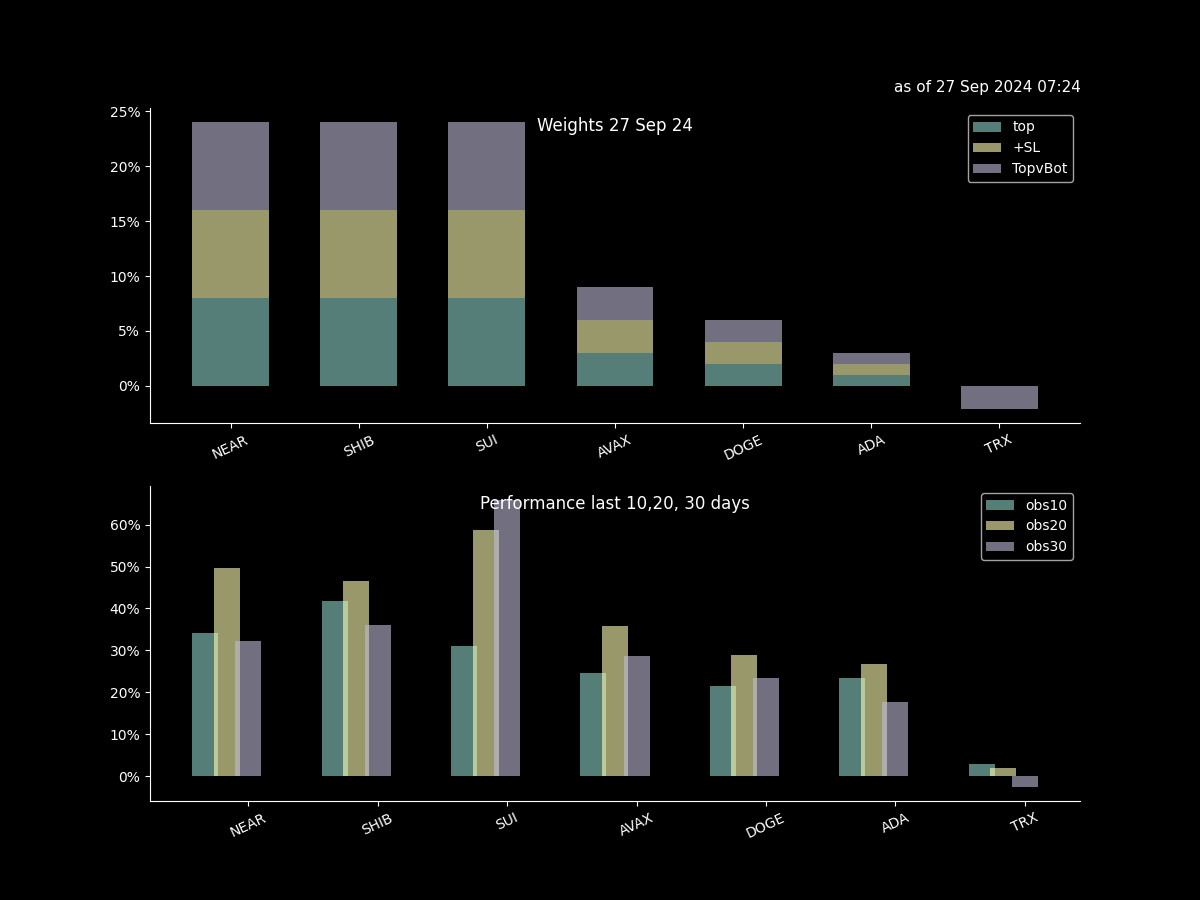 as of 27 Sep 2024 07:24
Weights 27 Sep 24
top
+SL
TopvBot
25%
20%
15%
10%
5%
0%
NEAR SHIB SUI AVAX DOGE ADA TRX
Performance last 10,20, 30 days
obs10
obs20
obs30
60%
50%
40%
30%
20%
10%
0%
NEAR SHIB SUI AVAX DOGE ADA TRX